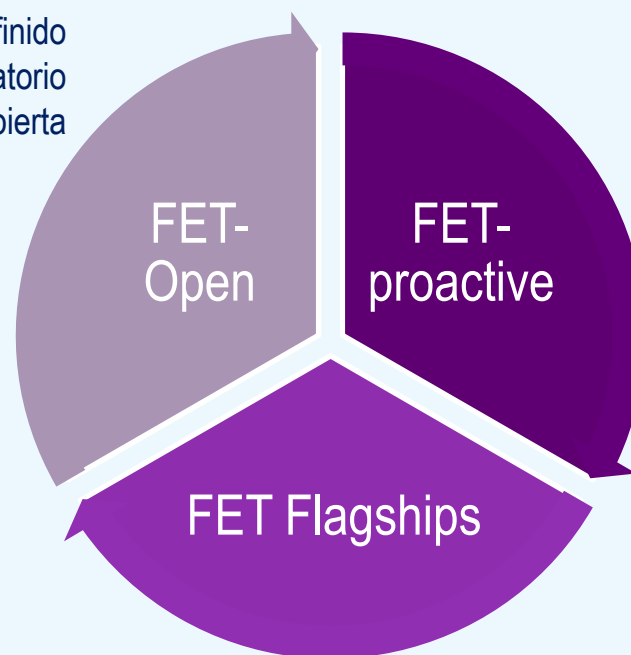 finido
atorio
bierta
FET-
Open
FET-
proactive
FET Flagships